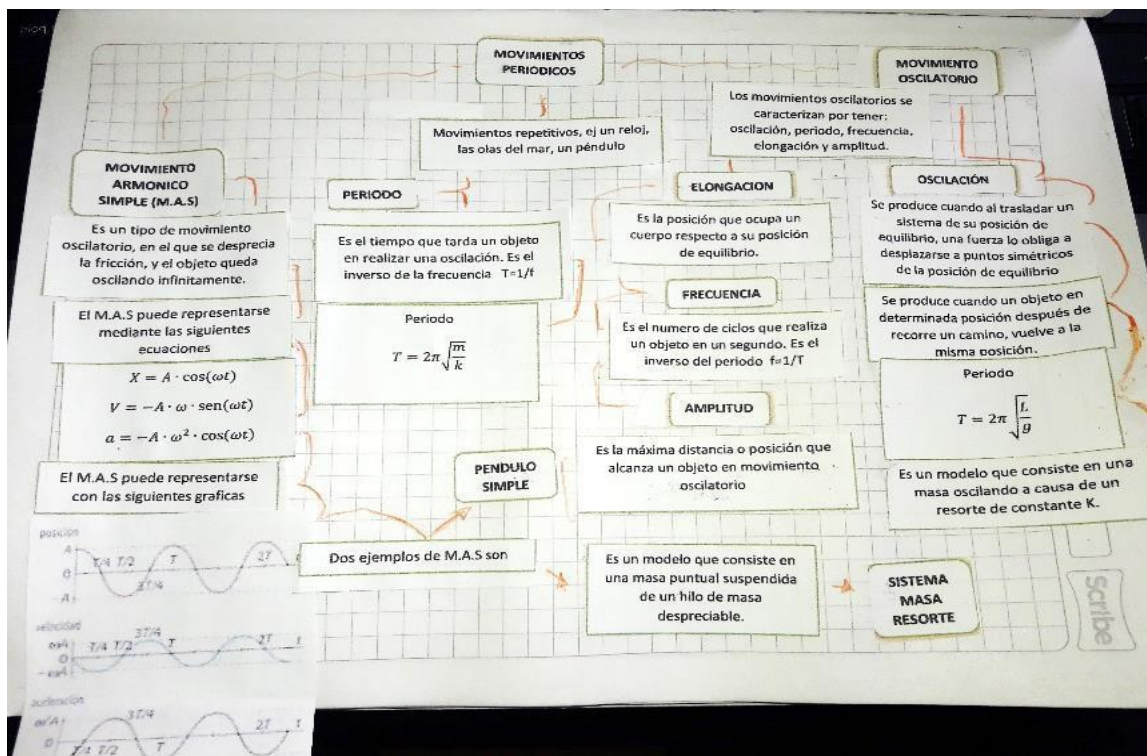 MOVIMIENTOS
PERIODICOS
MOVIMIENTO
OSCILATORIO
Los movimientos oscilatorios se
caracterizan por tener:
oscilación, periodo, frecuencia,
elongación y amplitud.
Movimientos repetitivos, ej un reloj,
las olas del mar, un péndulo
MOVIMIENTO
ARMONICO
SIMPLE (M.A.S)
Es un tipo de movimiento
oscilatorio, en el que se desprecia
la fricción, y el objeto queda
oscilando infinitamente.
El M.A.S puede representarse
mediante las siguientes
ecuaciones
X = A · cos(ωt)
V = −A · ω · sen(ωt)
a = −A · ω² · cos(ωt)
El M.A.S puede representarse
con las siguientes graficas
posición
A
T/4 T/2 T 2T t
0
3T/4
-A
velocidad
ωA T/4 T/2 3T/4 T 2T t
0
-ωA
aceleración
ω²A 3T/4 2T t
0
T/4 T/2 T
PERIODO
Es el tiempo que tarda un objeto
en realizar una oscilación. Es el
inverso de la frecuencia T=1/f
Periodo
T = 2π√(m/k)
PENDULO
SIMPLE
Dos ejemplos de M.A.S son
ELONGACION
Es la posición que ocupa un
cuerpo respecto a su posición
de equilibrio.
FRECUENCIA
Es el numero de ciclos que realiza
un objeto en un segundo. Es el
inverso del periodo f=1/T
AMPLITUD
Es la máxima distancia o posición que
alcanza un objeto en movimiento
oscilatorio
Es un modelo que consiste en
una masa puntual suspendida
de un hilo de masa
despreciable.
OSCILACIÓN
Se produce cuando al trasladar un
sistema de su posición de
equilibrio, una fuerza lo obliga a
desplazarse a puntos simétricos
de la posición de equilibrio
Se produce cuando un objeto en
determinada posición después de
recorre un camino, vuelve a la
misma posición.
Periodo
T = 2π√(L/g)
Es un modelo que consiste en una
masa oscilando a causa de un
resorte de constante K.
SISTEMA
MASA
RESORTE
Scribe